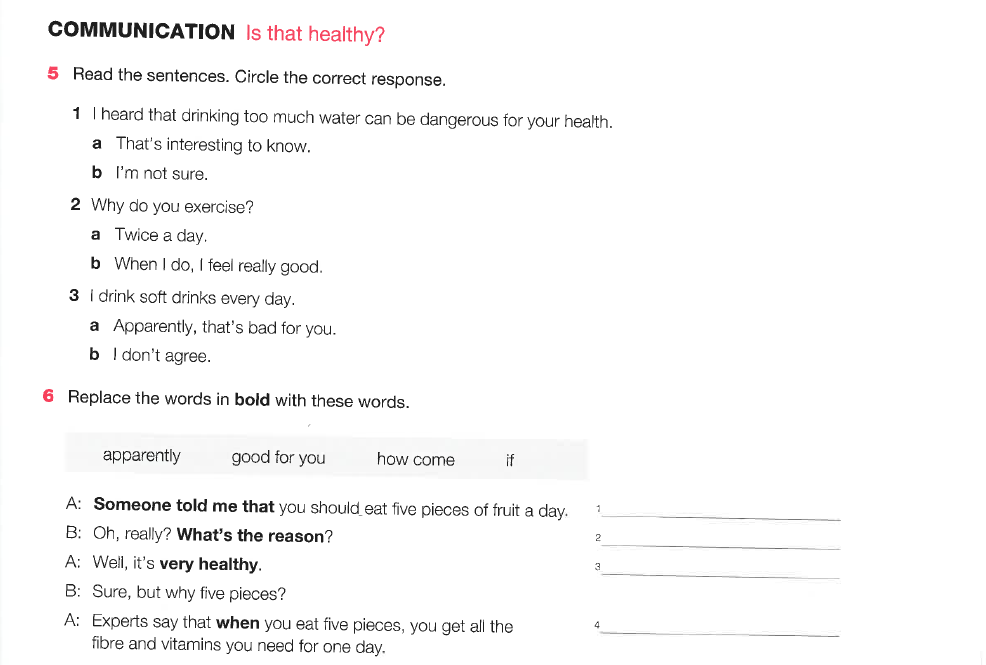 COMMUNICATION Is that healthy?
5 Read the sentences. Circle the correct response.
1 I heard that drinking too much water can be dangerous for your health.
a That's interesting to know.
b I'm not sure.
2 Why do you exercise?
a Twice a day.
b When I do, I feel really good.
3 I drink soft drinks every day.
a Apparently, that's bad for you.
b I don't agree.
6 Replace the words in bold with these words.
apparently good for you how come if
A: Someone told me that you should eat five pieces of fruit a day. 1
B: Oh, really? What's the reason? 2
A: Well, it's very healthy. 3
B: Sure, but why five pieces?
A: Experts say that when you eat five pieces, you get all the 4
fibre and vitamins you need for one day.